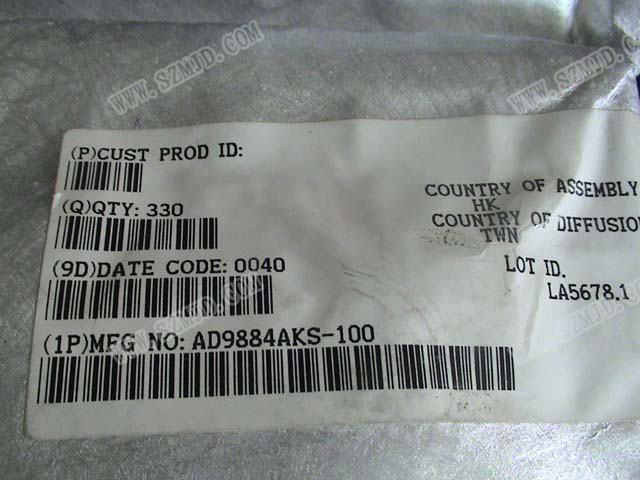 WWW.SZMJD.COM
WWW.SZMJD.COM
(P)CUST PROD ID:
COUNTRY OF ASSEMBLY
HK
(Q)QTY: 330
COUNTRY OF DIFFUSIO
TWN
(9D)DATE CODE: 0040
LOT ID.
LA5678.1
(1P)MFG NO: AD9884AKS-100
WWW.SZMJD.COM
WWW.SZMJD.COM